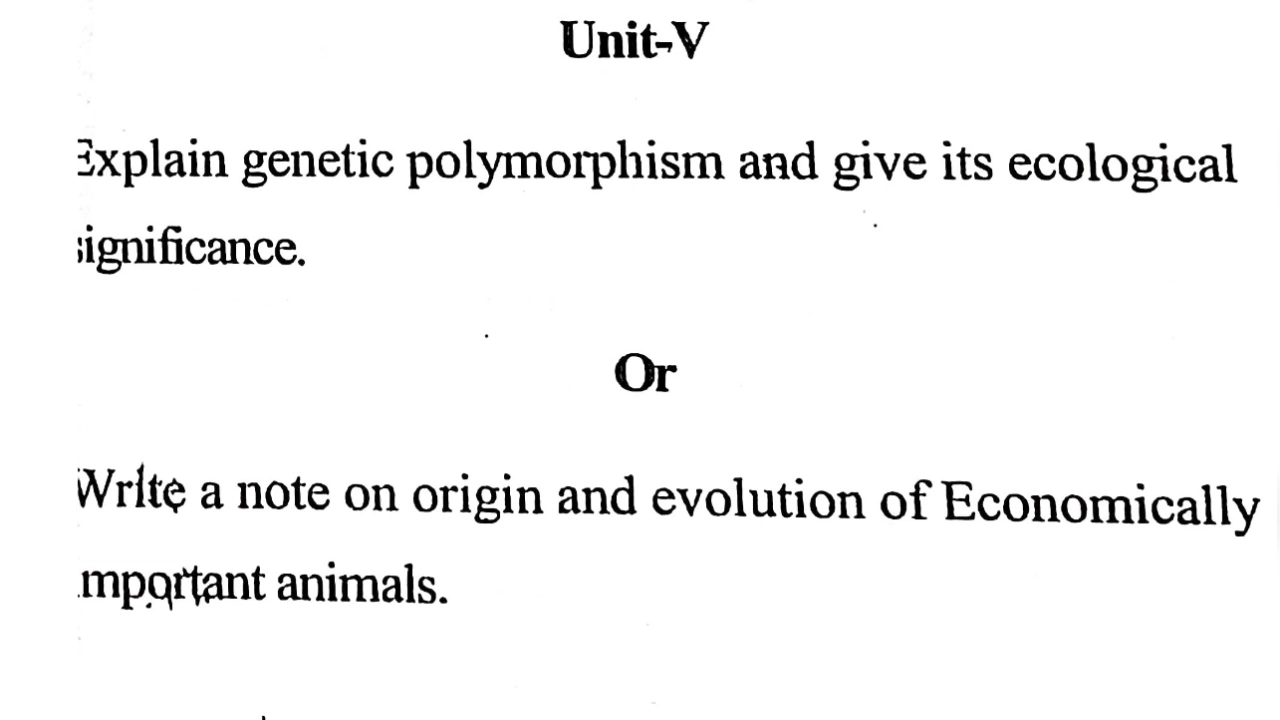 Unit-V
Explain genetic polymorphism and give its ecological
significance.
Or
Write a note on origin and evolution of Economically
mportant animals.